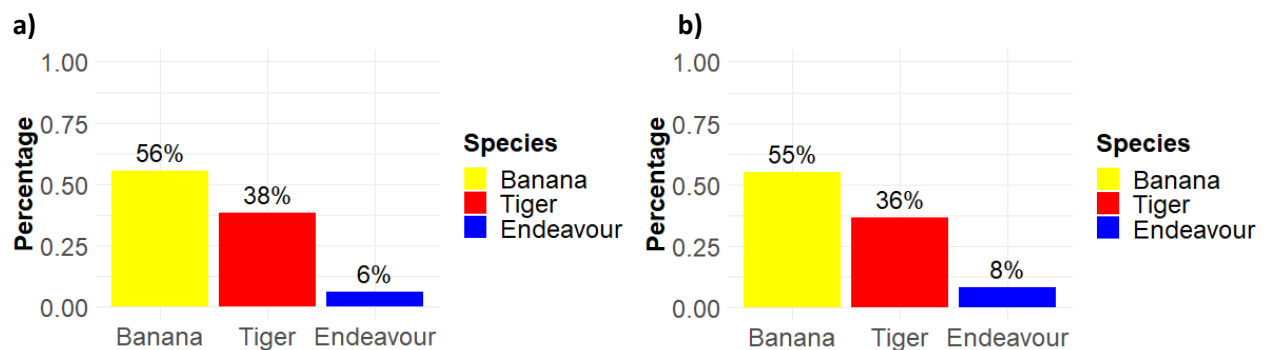 a)
Percentage
1.00
0.75
0.50
0.25
0.00
56%
38%
6%
Banana Tiger Endeavour
Species
Banana
Tiger
Endeavour
b)
Percentage
1.00
0.75
0.50
0.25
0.00
55%
36%
8%
Banana Tiger Endeavour
Species
Banana
Tiger
Endeavour